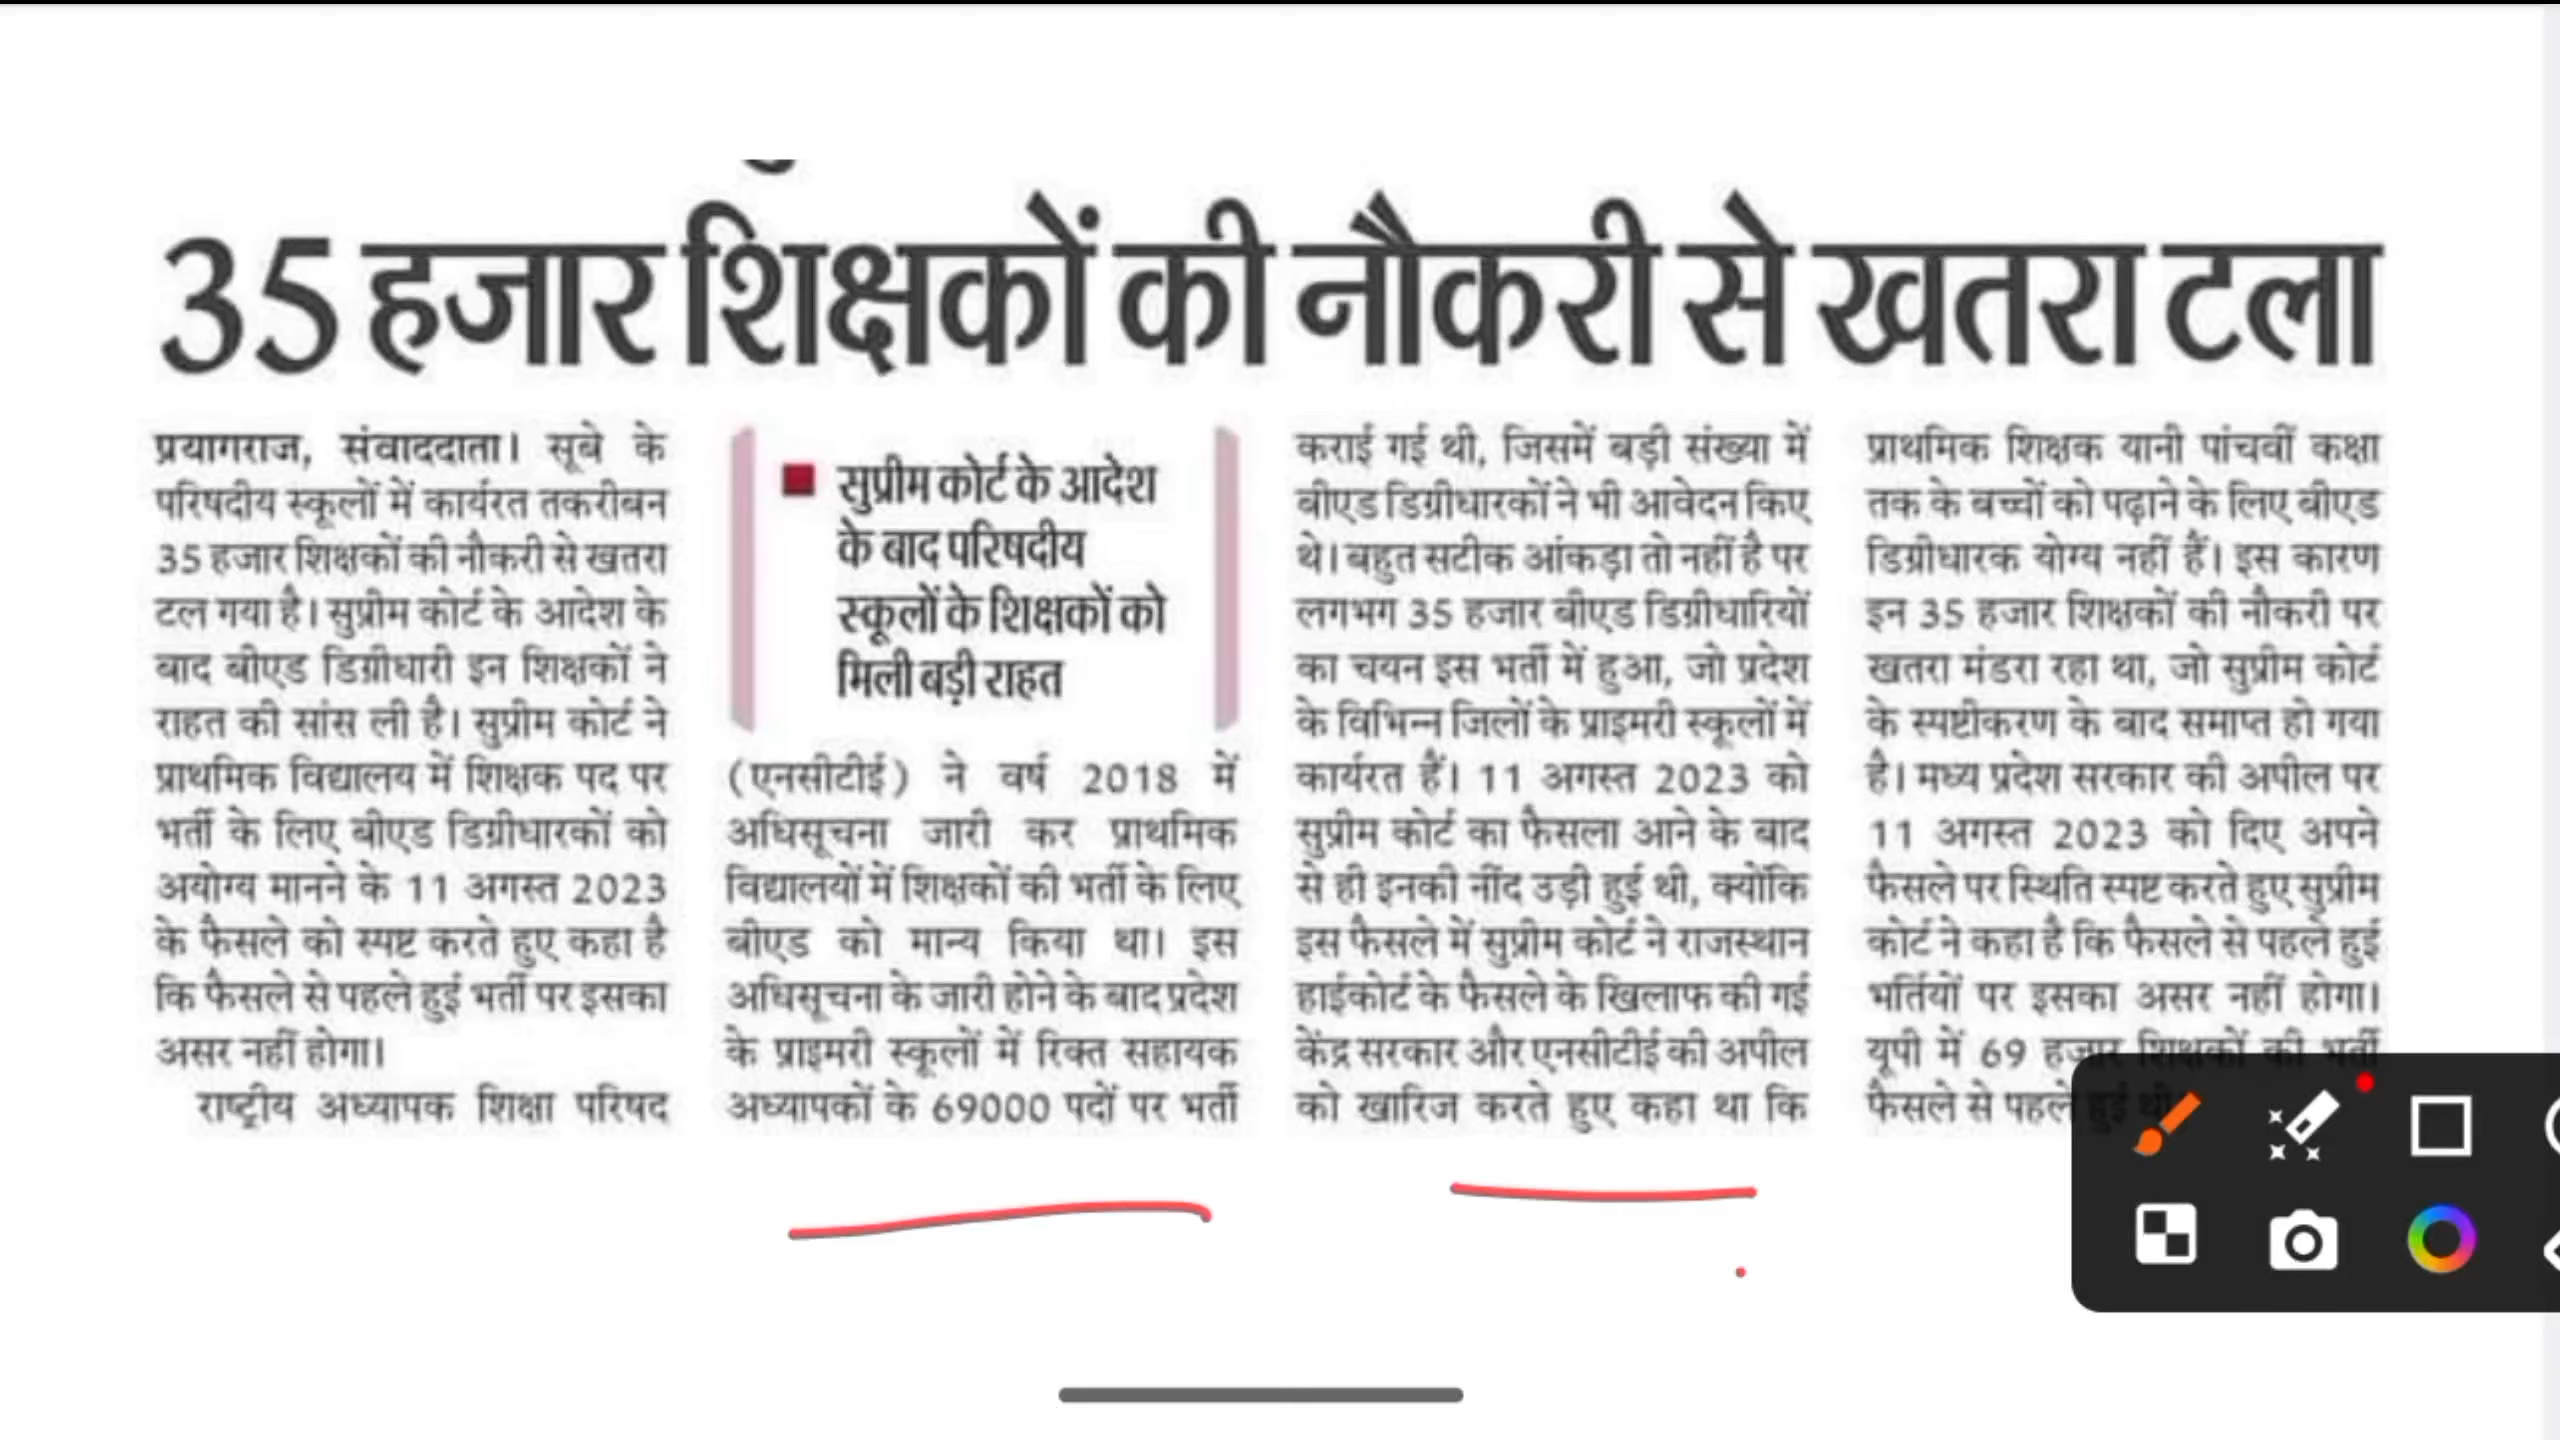 35 हजार शिक्षकों की नौकरी से खतरा टला
प्रयागराज, संवाददाता। सूबे के
परिषदीय स्कूलों में कार्यरत तकरीबन
35 हजार शिक्षकों की नौकरी से खतरा
टल गया है। सुप्रीम कोर्ट के आदेश के
बाद बीएड डिग्रीधारी इन शिक्षकों ने
राहत की सांस ली है। सुप्रीम कोर्ट ने
प्राथमिक विद्यालय में शिक्षक पद पर
भर्ती के लिए बीएड डिग्रीधारकों को
अयोग्य मानने के 11 अगस्त 2023
के फैसले को स्पष्ट करते हुए कहा है
कि फैसले से पहले हुई भर्ती पर इसका
असर नहीं होगा।
राष्ट्रीय अध्यापक शिक्षा परिषद
सुप्रीम कोर्ट के आदेश
के बाद परिषदीय
स्कूलों के शिक्षकों को
मिली बड़ी राहत
(एनसीटीई) ने वर्ष 2018 में
अधिसूचना जारी कर प्राथमिक
विद्यालयों में शिक्षकों की भर्ती के लिए
बीएड को मान्य किया था। इस
अधिसूचना के जारी होने के बाद प्रदेश
के प्राइमरी स्कूलों में रिक्त सहायक
अध्यापकों के 69000 पदों पर भर्ती
कराई गई थी, जिसमें बड़ी संख्या में
बीएड डिग्रीधारकों ने भी आवेदन किए
थे। बहुत सटीक आंकड़ा तो नहीं है पर
लगभग 35 हजार बीएड डिग्रीधारियों
का चयन इस भर्ती में हुआ, जो प्रदेश
के विभिन्न जिलों के प्राइमरी स्कूलों में
कार्यरत हैं। 11 अगस्त 2023 को
सुप्रीम कोर्ट का फैसला आने के बाद
से ही इनकी नींद उड़ी हुई थी, क्योंकि
इस फैसले में सुप्रीम कोर्ट ने राजस्थान
हाईकोर्ट के फैसले के खिलाफ की गई
केंद्र सरकार और एनसीटीई की अपील
को खारिज करते हुए कहा था कि
प्राथमिक शिक्षक यानी पांचवीं कक्षा
तक के बच्चों को पढ़ाने के लिए बीएड
डिग्रीधारक योग्य नहीं हैं। इस कारण
इन 35 हजार शिक्षकों की नौकरी पर
खतरा मंडरा रहा था, जो सुप्रीम कोर्ट
के स्पष्टीकरण के बाद समाप्त हो गया
है। मध्य प्रदेश सरकार की अपील पर
11 अगस्त 2023 को दिए अपने
फैसले पर स्थिति स्पष्ट करते हुए सुप्रीम
कोर्ट ने कहा है कि फैसले से पहले हुई
भर्तियों पर इसका असर नहीं होगा।
यूपी में 69 हजार शिक्षकों की भर्ती
फैसले से पहले हुई थी